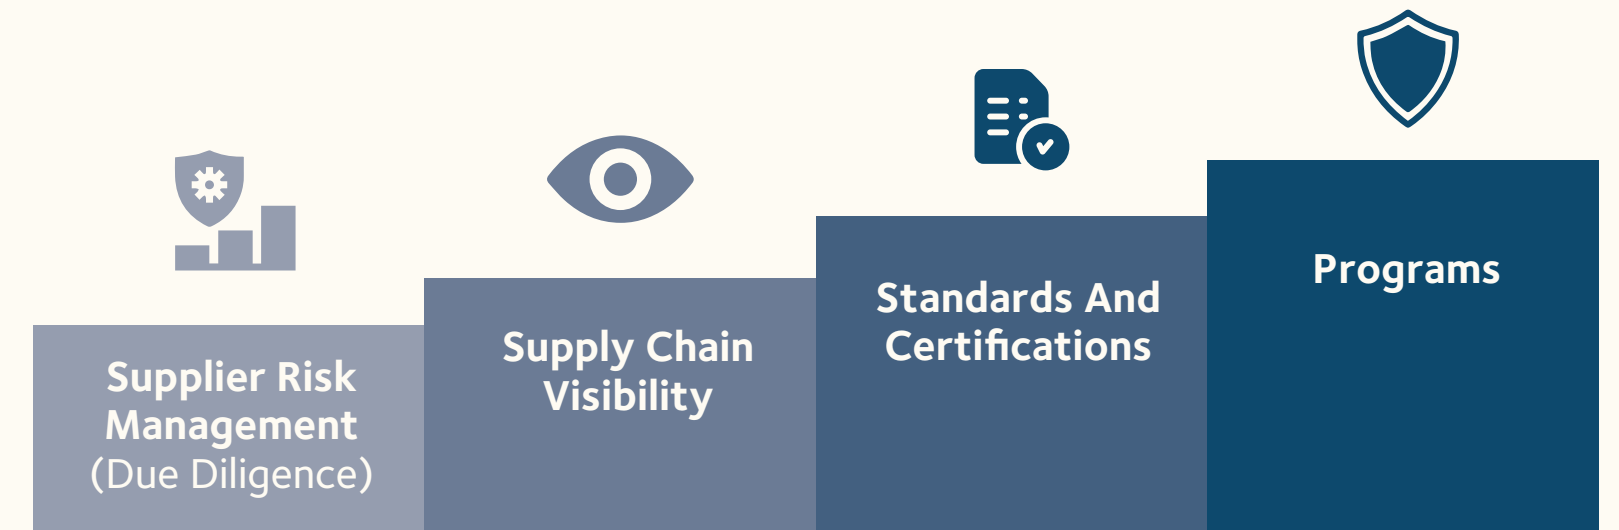 Supplier Risk
Management
(Due Diligence)
Supply Chain
Visibility
Standards And
Certifications
Programs